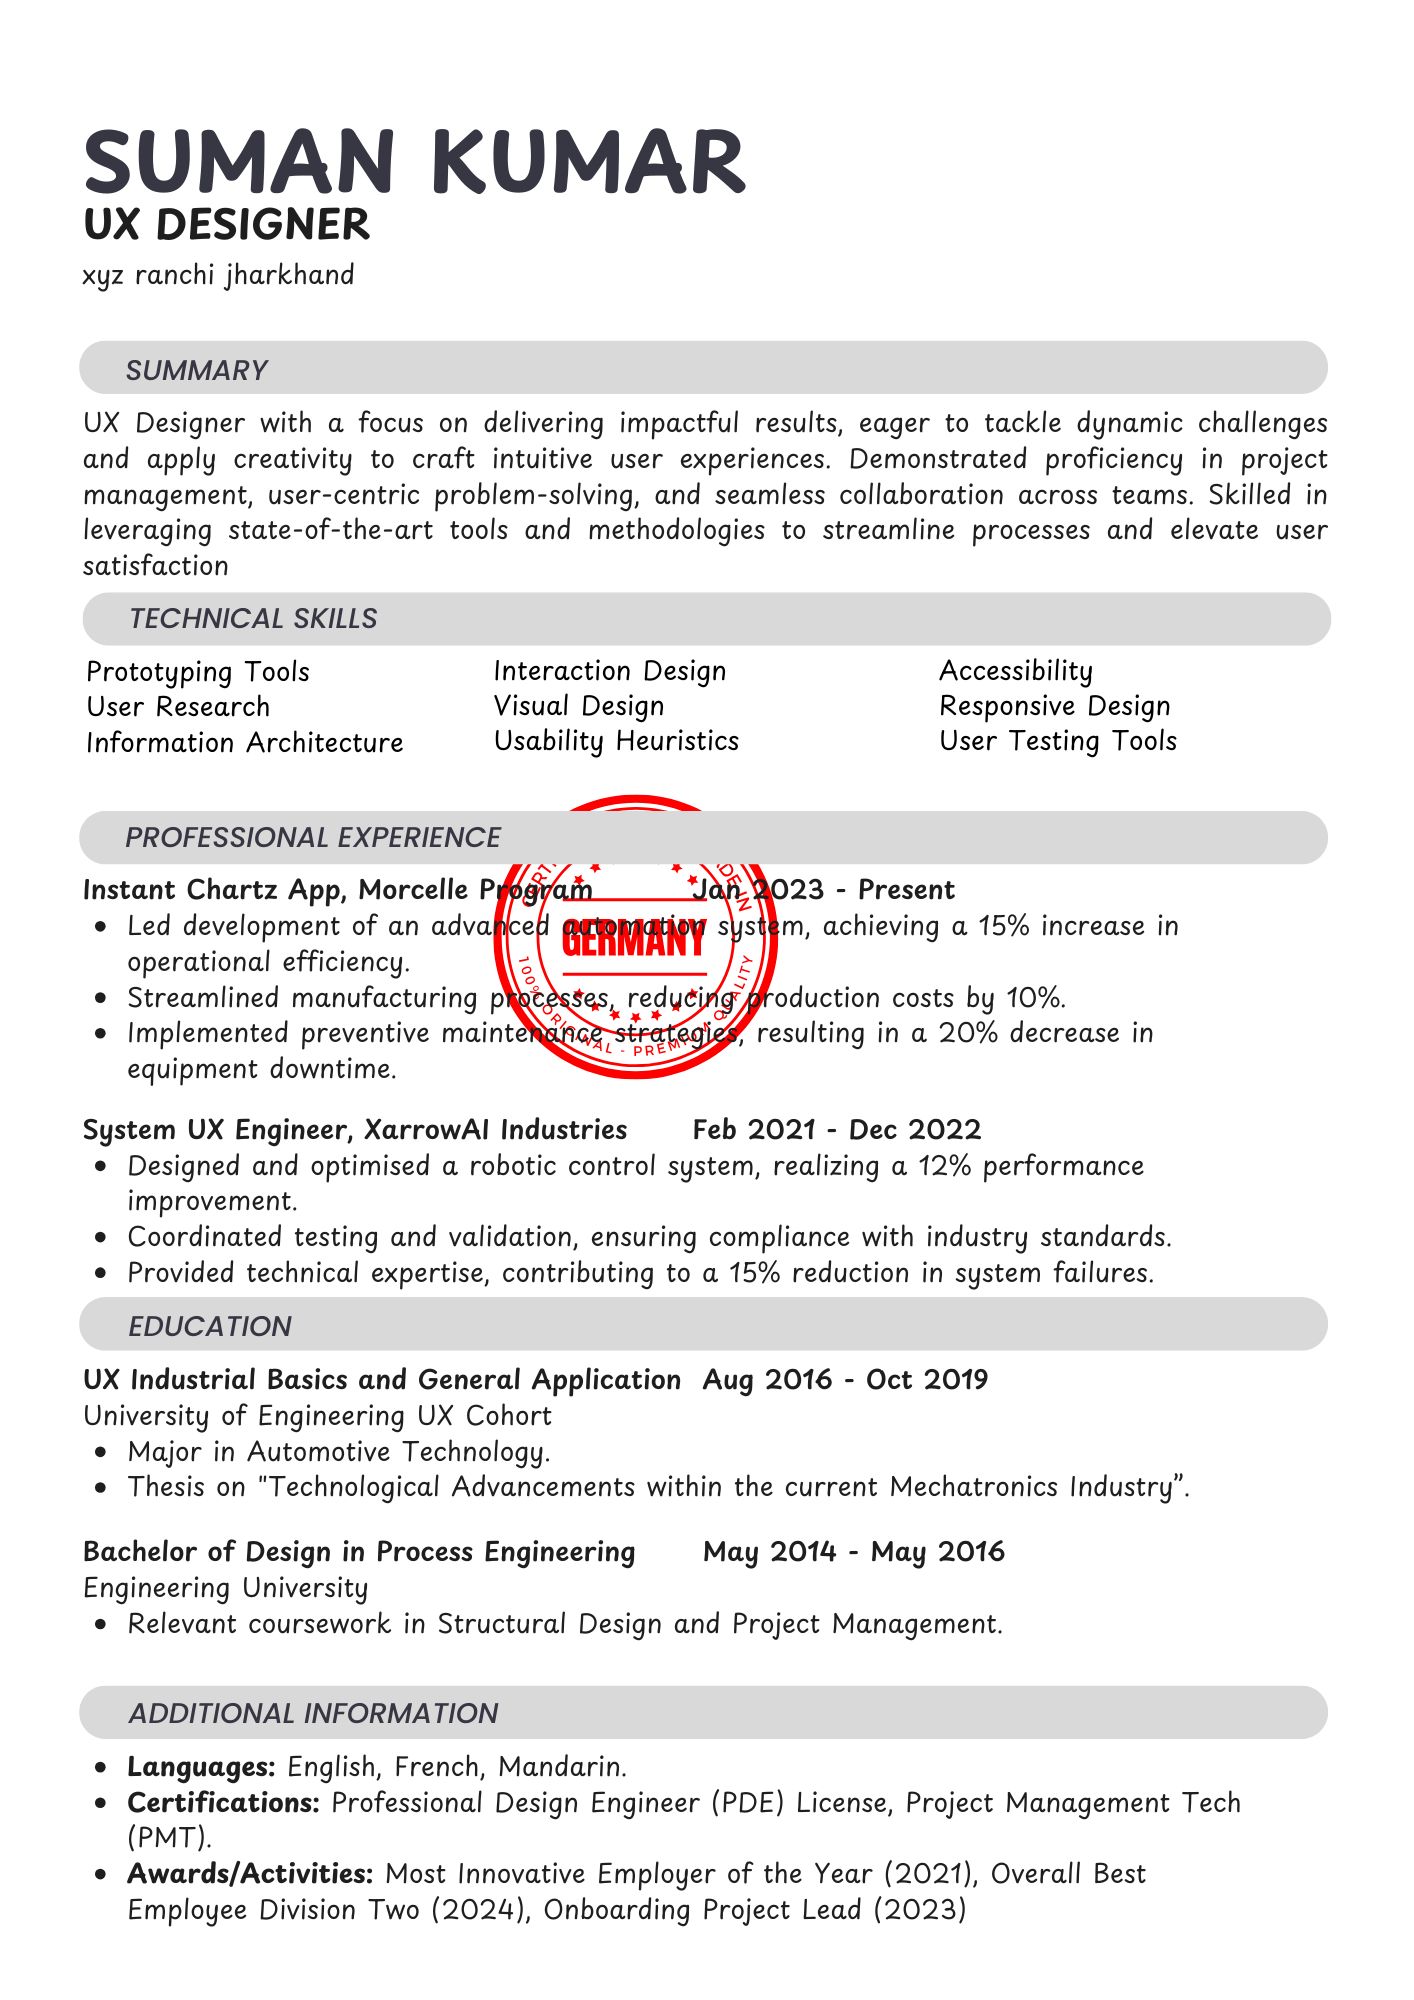 SUMAN KUMAR
UX DESIGNER
xyz ranchi jharkhand
SUMMARY
UX Designer with a focus on delivering impactful results, eager to tackle dynamic challenges
and apply creativity to craft intuitive user experiences. Demonstrated proficiency in project
management, user-centric problem-solving, and seamless collaboration across teams. Skilled in
leveraging state-of-the-art tools and methodologies to streamline processes and elevate user
satisfaction
TECHNICAL SKILLS
Prototyping Tools Interaction Design Accessibility
User Research Visual Design Responsive Design
Information Architecture Usability Heuristics User Testing Tools
PROFESSIONAL EXPERIENCE
Instant Chartz App, Morcelle Program Jan 2023 - Present
• Led development of an advanced automation system, achieving a 15% increase in
operational efficiency.
• Streamlined manufacturing processes, reducing production costs by 10%.
• Implemented preventive maintenance strategies, resulting in a 20% decrease in
equipment downtime.
IN
GERMANY
100% ORIGINAL - PREMIUM QUALITY
System UX Engineer, XarrowAI Industries Feb 2021 - Dec 2022
• Designed and optimised a robotic control system, realizing a 12% performance
improvement.
• Coordinated testing and validation, ensuring compliance with industry standards.
• Provided technical expertise, contributing to a 15% reduction in system failures.
EDUCATION
UX Industrial Basics and General Application Aug 2016 - Oct 2019
University of Engineering UX Cohort
• Major in Automotive Technology.
• Thesis on "Technological Advancements within the current Mechatronics Industry”.
Bachelor of Design in Process Engineering May 2014 - May 2016
Engineering University
• Relevant coursework in Structural Design and Project Management.
ADDITIONAL INFORMATION
• Languages: English, French, Mandarin.
• Certifications: Professional Design Engineer (PDE) License, Project Management Tech
(PMT).
• Awards/Activities: Most Innovative Employer of the Year (2021), Overall Best
Employee Division Two (2024), Onboarding Project Lead (2023)